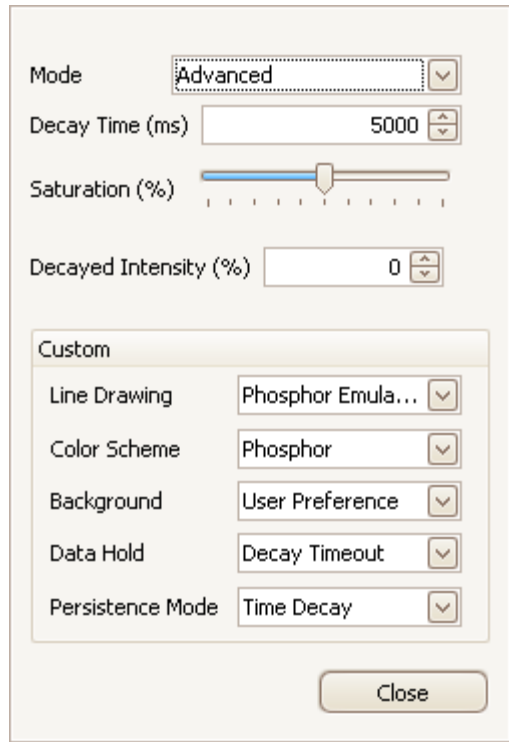 Mode Advanced
Decay Time (ms) 5000
Saturation (%)
Decayed Intensity (%) 0
Custom
Line Drawing Phosphor Emula...
Color Scheme Phosphor
Background User Preference
Data Hold Decay Timeout
Persistence Mode Time Decay
Close